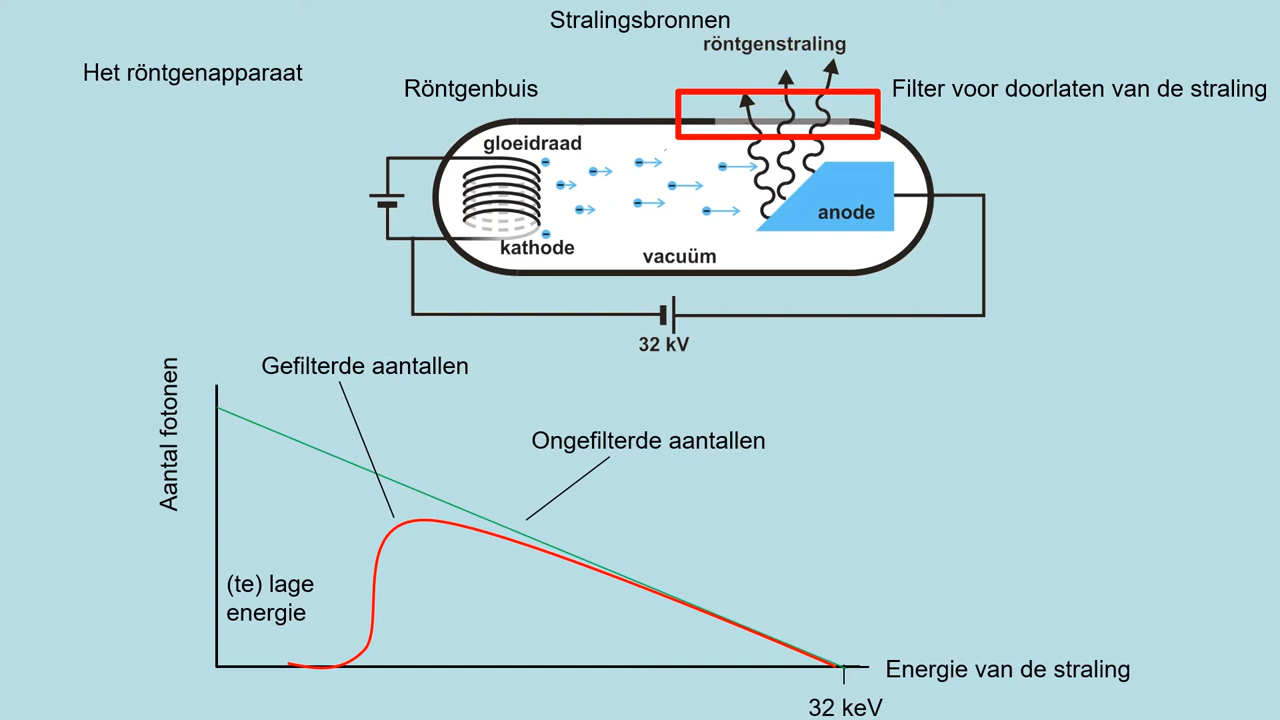 Stralingsbronnen
röntgenstraling
Het röntgenapparaat
Röntgenbuis
Filter voor doorlaten van de straling
gloeidraad
anode
kathode
vacuüm
32 kV
Gefilterde aantallen
Aantal fotonen
Ongefilterde aantallen
(te) lage
energie
Energie van de straling
32 keV